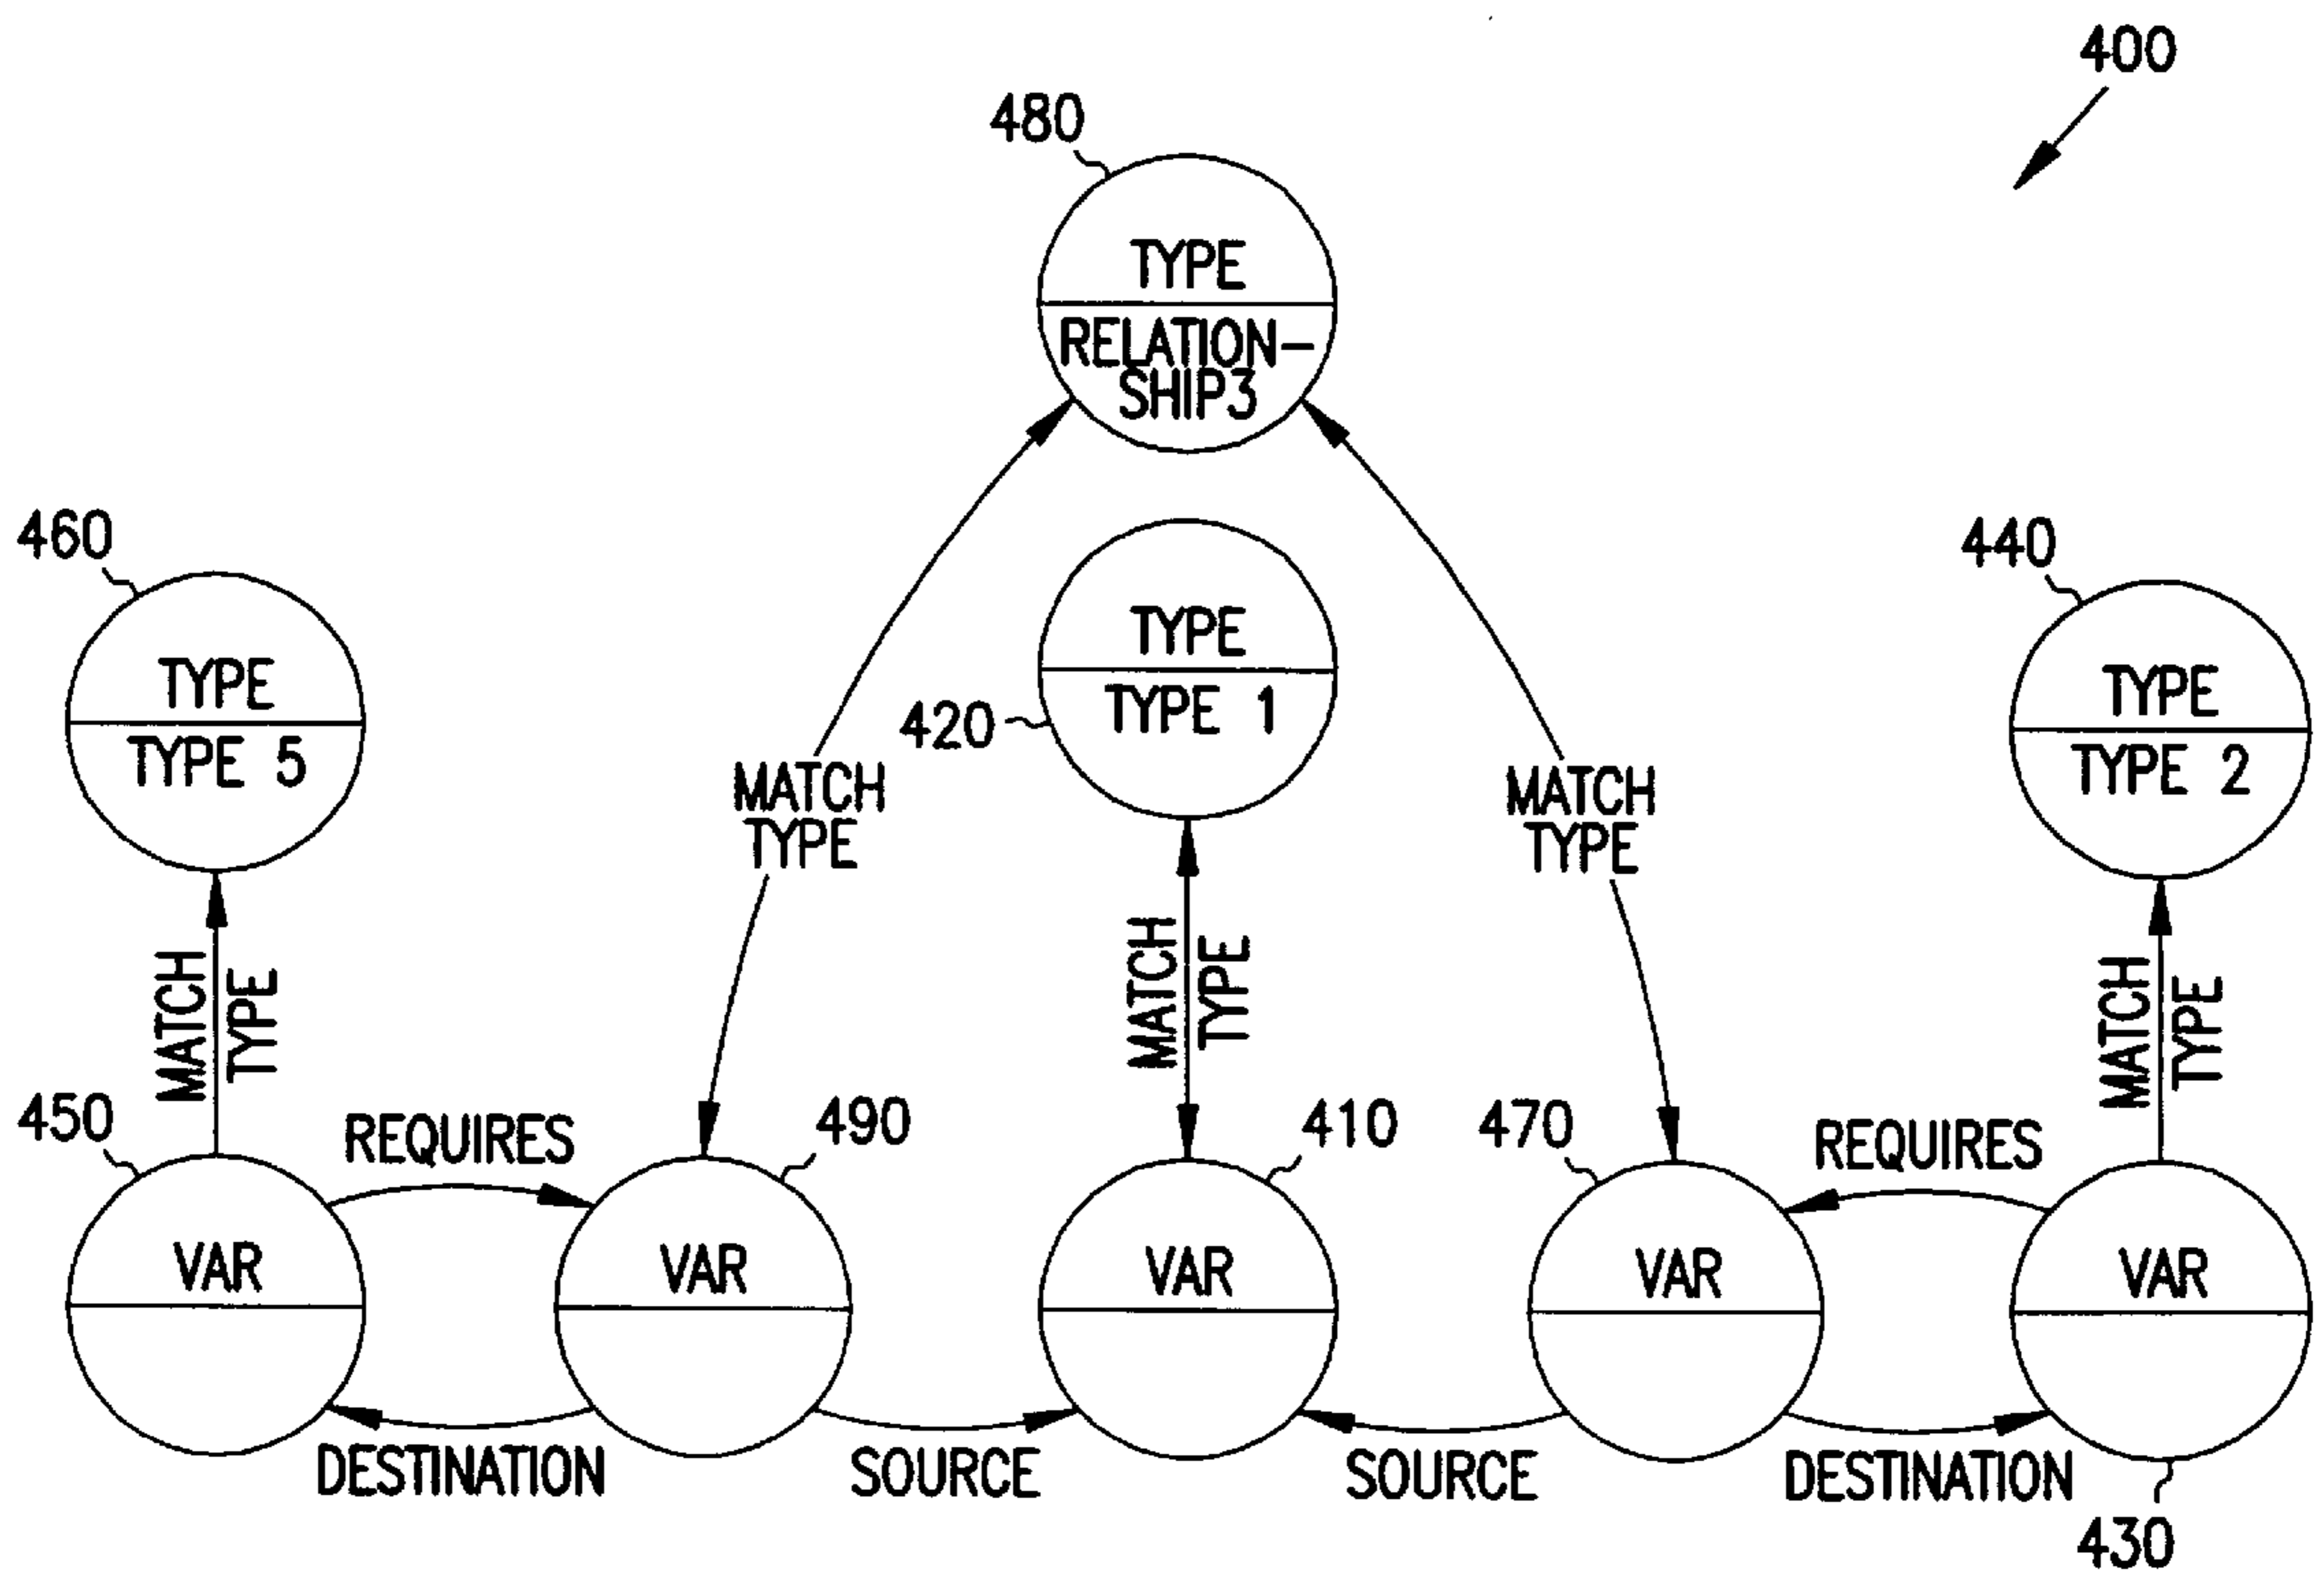 400
480
TYPE
RELATION-
SHIP3
460
440
TYPE
TYPE 1
420
TYPE
TYPE 5
TYPE
TYPE 2
MATCH
TYPE
MATCH
TYPE
MATCH
TYPE
MATCH
TYPE
MATCH
TYPE
450
REQUIRES
490
410
470
REQUIRES
VAR
VAR
VAR
VAR
VAR
DESTINATION
SOURCE
SOURCE
DESTINATION
430